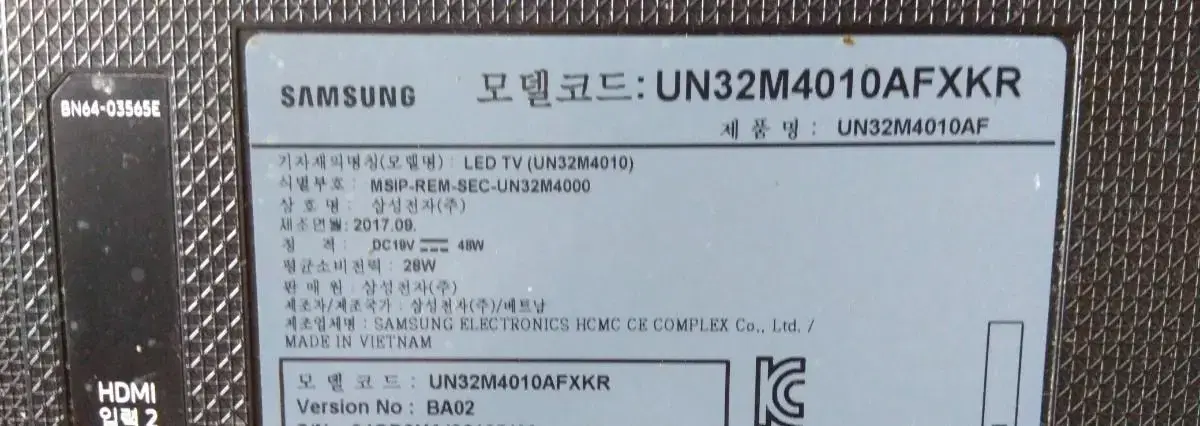 BN64-03565E
SAMSUNG 모델코드: UN32M4010AFXKR
제 품 명 : UN32M4010AF
기자재의명칭(모델명) : LED TV (UN32M4010)
식별부호 : MSIP-REM-SEC-UN32M4000
상 호 명 : 삼성전자(주)
제조연월: 2017.09.
정 격 : DC19V 48W
평균소비전력 : 28W
판 매 원 : 삼성전자(주)
제조자/제조국가 : 삼성전자(주)/베트남
제조업체명 : SAMSUNG ELECTRONICS HCMC CE COMPLEX Co., Ltd. /
MADE IN VIETNAM
모 델 코 드 : UN32M4010AFXKR
Version No : BA02
HDMI
입력 2